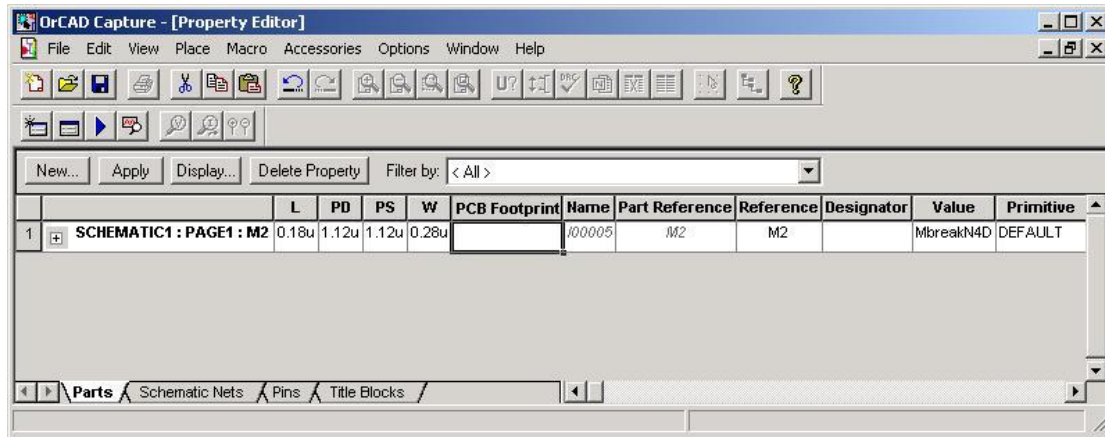 OrCAD Capture - [Property Editor]
File Edit View Place Macro Accessories Options Window Help
U? DRC
New... Apply Display... Delete Property Filter by: < All >
L PD PS W PCB Footprint Name Part Reference Reference Designator Value Primitive
1 SCHEMATIC1 : PAGE1 : M2 0.18u 1.12u 1.12u 0.28u I00005 M2 M2 MbreakN4D DEFAULT
Parts Schematic Nets Pins Title Blocks